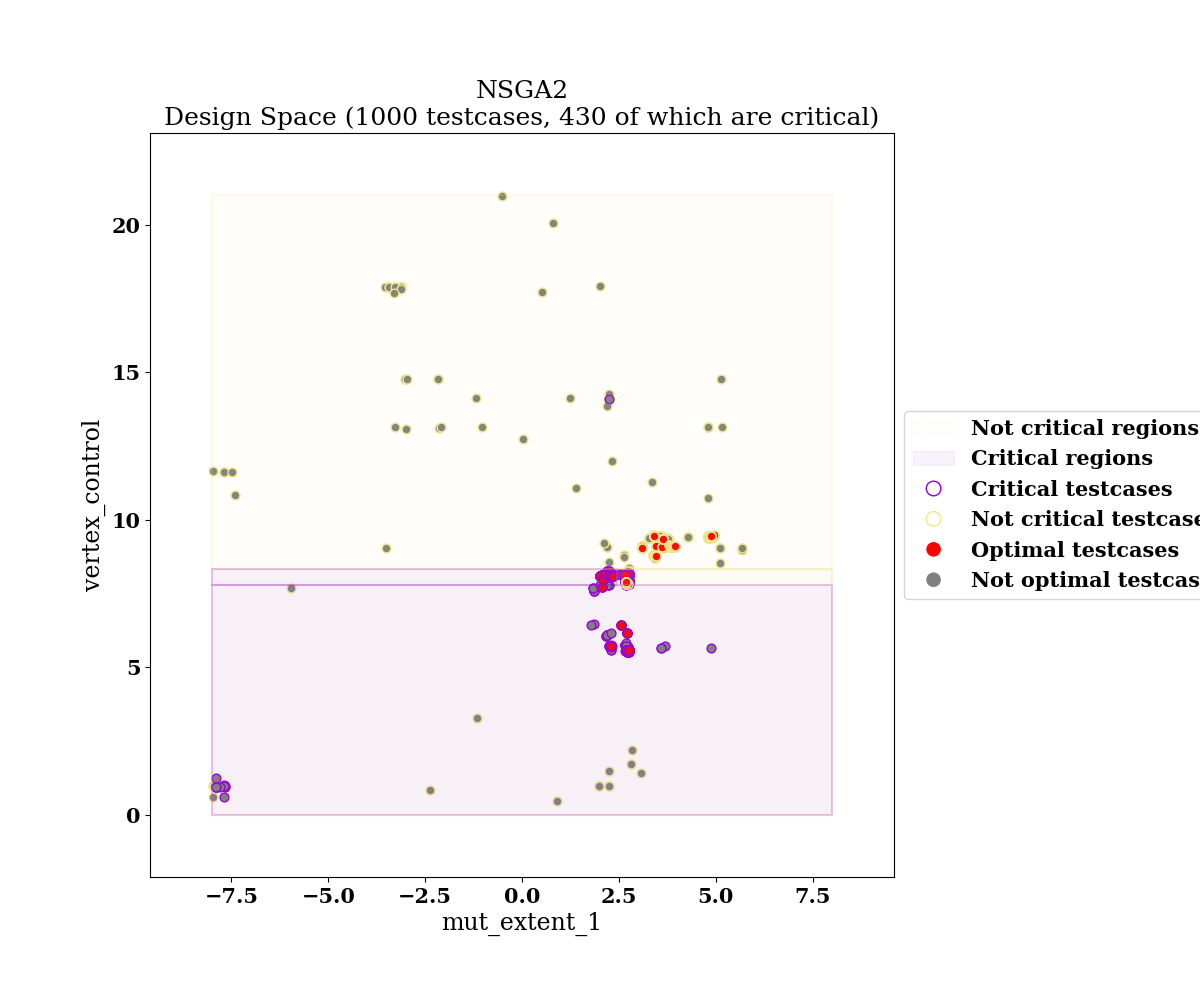 NSGA2
Design Space (1000 testcases, 430 of which are critical)
20
15
10
5
0
vertex_control
−7.5
−5.0
−2.5
0.0
2.5
5.0
7.5
mut_extent_1
Not critical regions
Critical regions
Critical testcases
Not critical testcase
Optimal testcases
Not optimal testcas